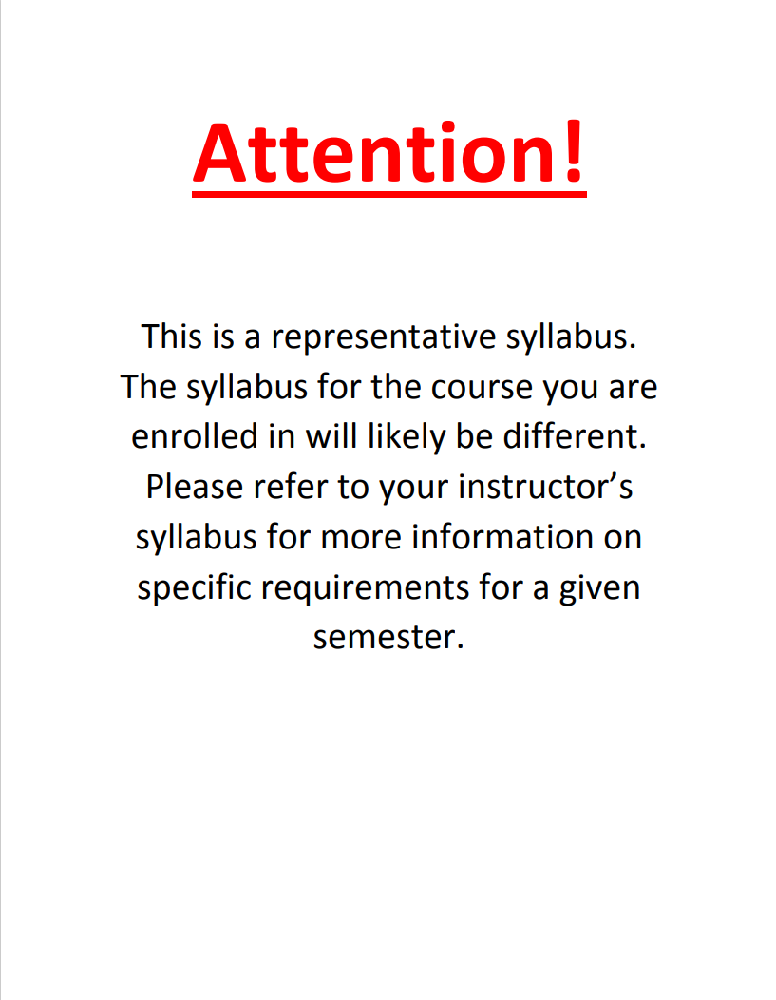 Attention!
This is a representative syllabus.
The syllabus for the course you are
enrolled in will likely be different.
Please refer to your instructor’s
syllabus for more information on
specific requirements for a given
semester.